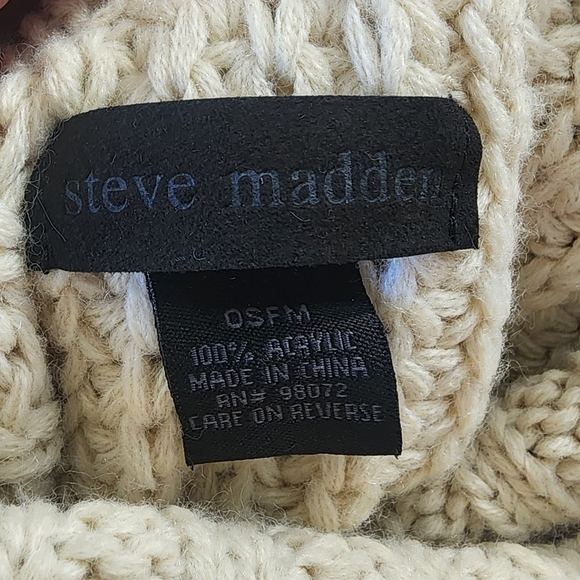 steve madden
OSFM
100% ACRYLIC
MADE IN CHINA
RN# 98072
CARE ON REVERSE